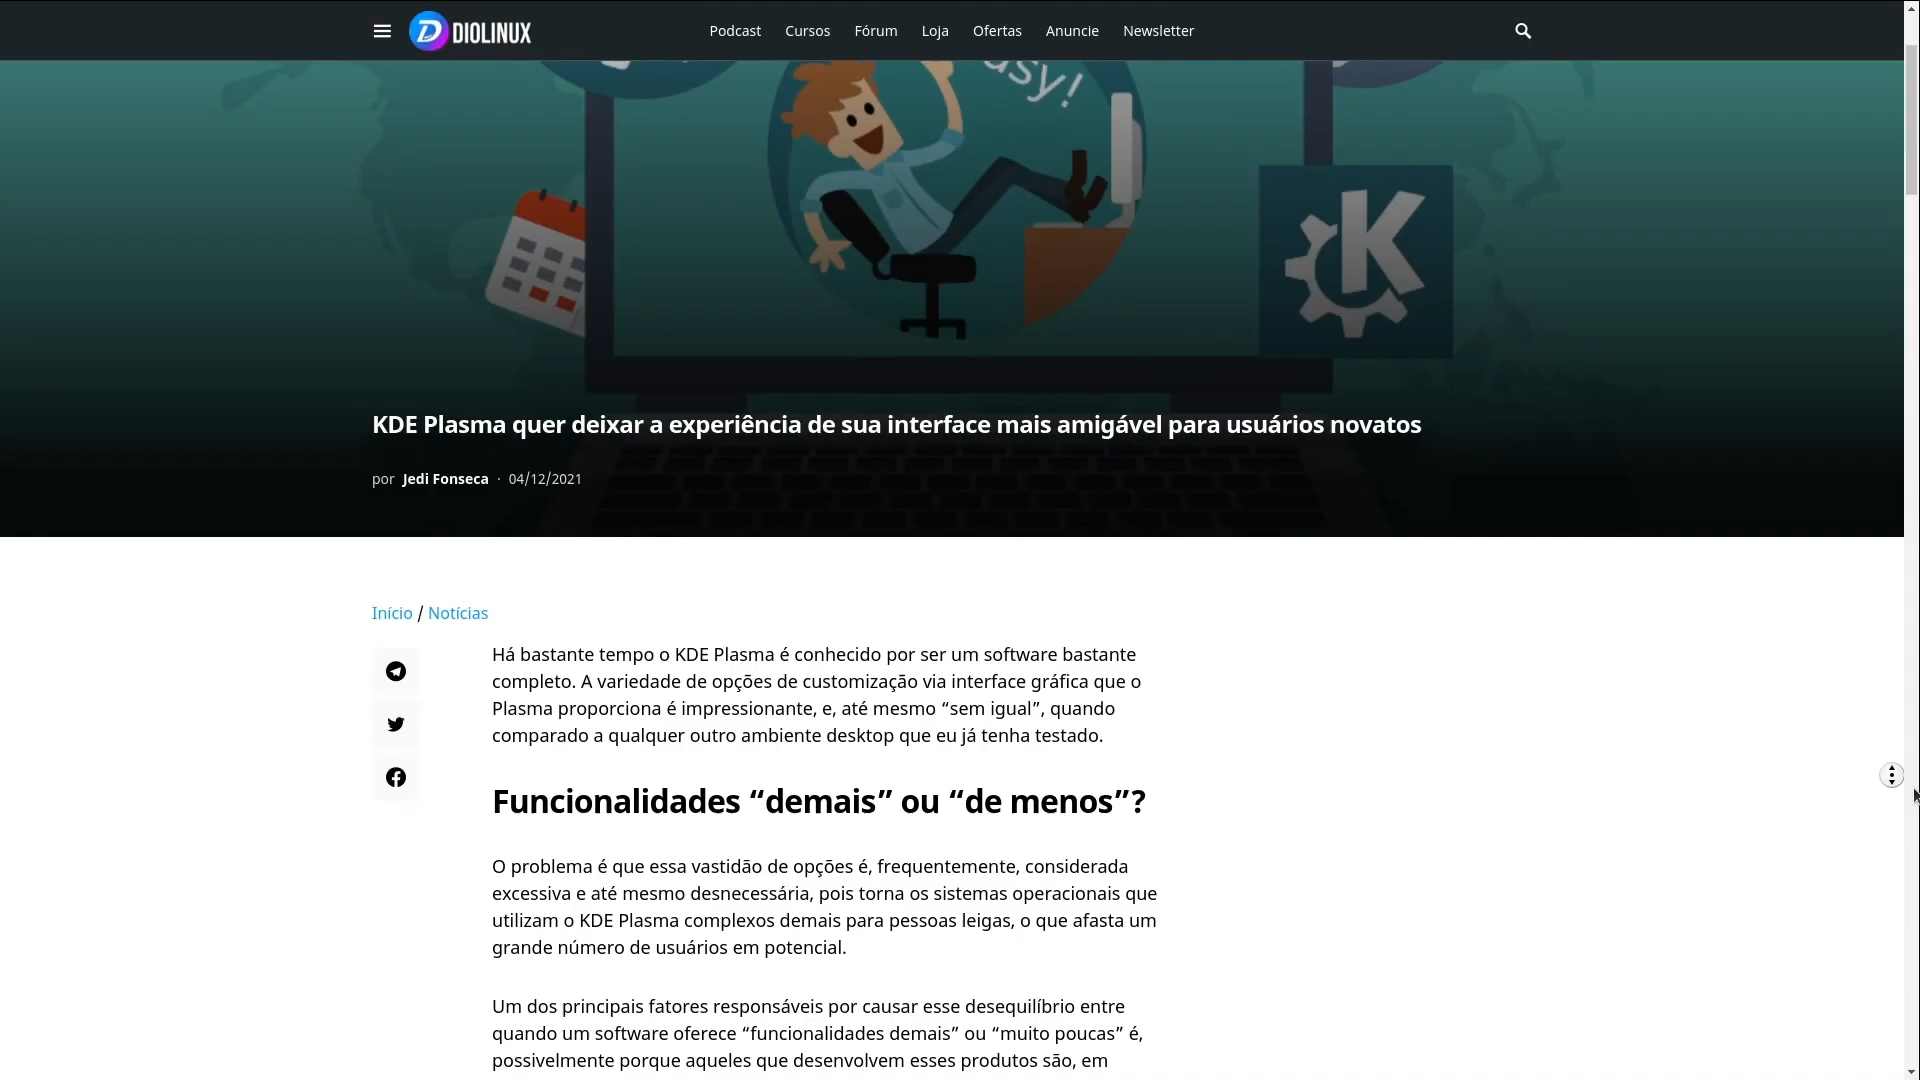 DIOLINUX
Podcast
Cursos
Fórum
Loja
Ofertas
Anuncie
Newsletter
KDE Plasma quer deixar a experiência de sua interface mais amigável para usuários novatos
por Jedi Fonseca · 04/12/2021
Início / Notícias
Há bastante tempo o KDE Plasma é conhecido por ser um software bastante
completo. A variedade de opções de customização via interface gráfica que o
Plasma proporciona é impressionante, e, até mesmo “sem igual”, quando
comparado a qualquer outro ambiente desktop que eu já tenha testado.
Funcionalidades “demais” ou “de menos”?
O problema é que essa vastidão de opções é, frequentemente, considerada
excessiva e até mesmo desnecessária, pois torna os sistemas operacionais que
utilizam o KDE Plasma complexos demais para pessoas leigas, o que afasta um
grande número de usuários em potencial.
Um dos principais fatores responsáveis por causar esse desequilíbrio entre
quando um software oferece “funcionalidades demais” ou “muito poucas” é,
possivelmente porque aqueles que desenvolvem esses produtos são, em